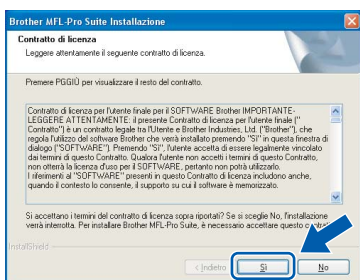 Brother MFL-Pro Suite Installazione
Contratto di licenza
Leggere attentamente il seguente contratto di licenza.
Premere PGGIÙ per visualizzare il resto del contratto.
Contratto di licenza per l'utente finale per il SOFTWARE Brother IMPORTANTE-
LEGGERE ATTENTAMENTE: il presente Contratto di licenza per l'utente finale ("
Contratto") è un contratto legale tra l'Utente e Brother Industries, Ltd. ("Brother"), che
regola l'utilizzo del software Brother che verrà installato premendo "Sì" in questa finestra di
dialogo ("SOFTWARE"). Premendo "Sì", l'utente accetta di essere legalmente vincolato
dai termini di questo Contratto. Qualora l'utente non accetti i termini di questo Contratto,
non otterrà la licenza d'uso per il SOFTWARE, pertanto non potrà utilizzarlo.
I riferimenti al "SOFTWARE" presenti in questo Contratto di licenza includono anche,
quando il contesto lo consente, il supporto su cui il software è memorizzato.
Si accettano i termini del contratto di licenza sopra riportati? Se si sceglie No, l'installazione
verrà interrotta. Per installare Brother MFL-Pro Suite, è necessario accettare questo
InstallShield
< Indietro
Sì
No